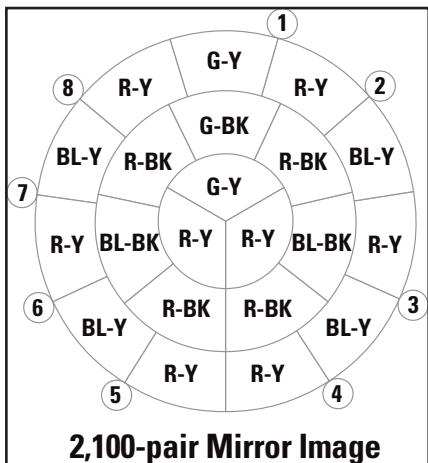 1
G-Y
8
R-Y
R-Y
2
G-BK
BL-Y
R-BK
R-BK
BL-Y
G-Y
7
R-Y
BL-BK
R-Y
R-Y
BL-BK
R-Y
6
R-BK
R-BK
3
BL-Y
BL-Y
R-Y
R-Y
5
4
2,100-pair Mirror Image